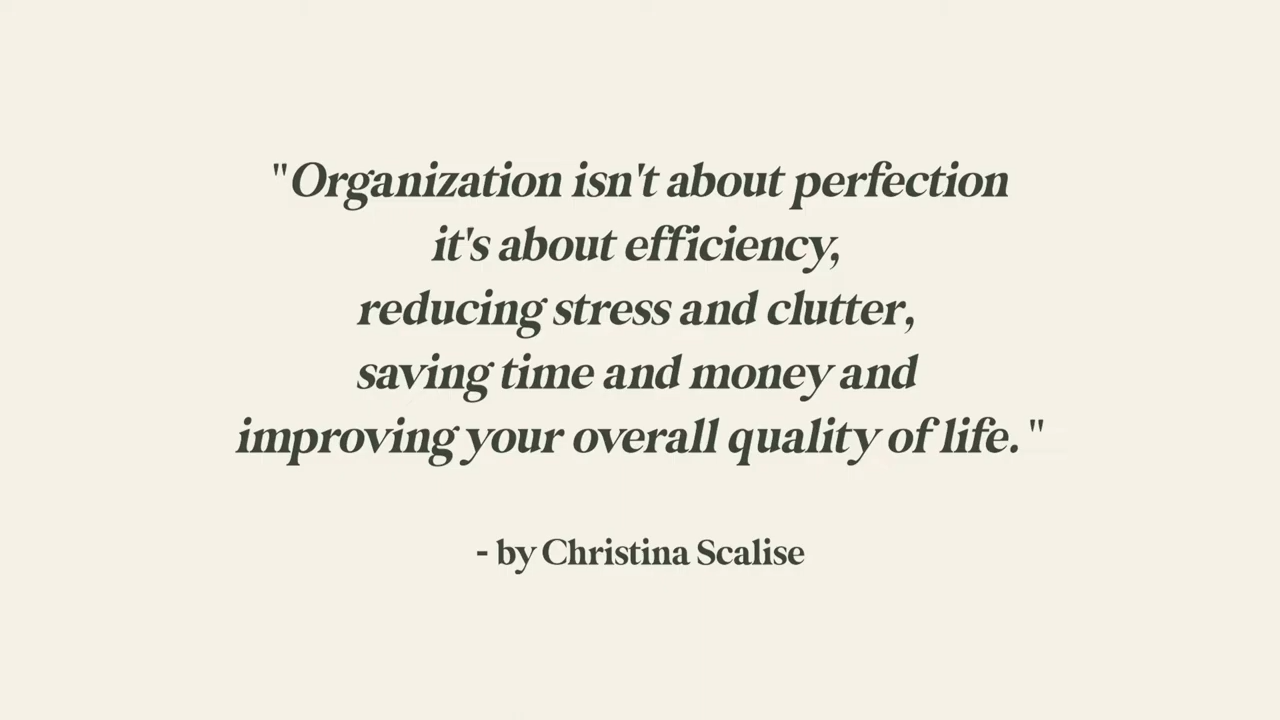 "Organization isn't about perfection
it's about efficiency,
reducing stress and clutter,
saving time and money and
improving your overall quality of life. "
- by Christina Scalise